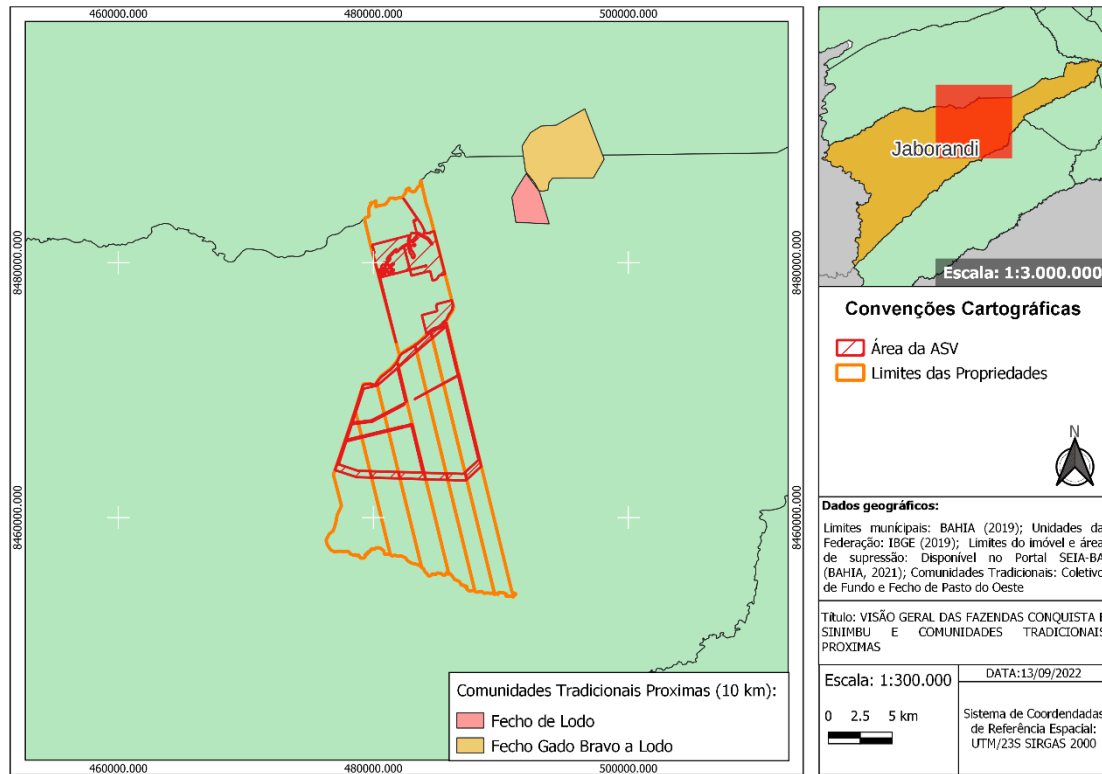 460000.000
480000.000
500000.000
8480000.000
8480000.000
8460000.000
8460000.000
460000.000
480000.000
500000.000
Comunidades Tradicionais Proximas (10 km):
Fecho de Lodo
Fecho Gado Bravo a Lodo
Jaborandi
Escala: 1:3.000.000
Convenções Cartográficas
Área da ASV
Limites das Propriedades
N
Dados geográficos:
Limites municipais: BAHIA (2019); Unidades da
Federação: IBGE (2019); Limites do imóvel e área
de supressão: Disponível no Portal SEIA-BA
(BAHIA, 2021); Comunidades Tradicionais: Coletivo
de Fundo e Fecho de Pasto do Oeste
Título: VISÃO GERAL DAS FAZENDAS CONQUISTA E
SINIMBU E COMUNIDADES TRADICIONAIS
PROXIMAS
Escala: 1:300.000
0 2.5 5 km
DATA:13/09/2022
Sistema de Coordendadas
de Referência Espacial:
UTM/23S SIRGAS 2000